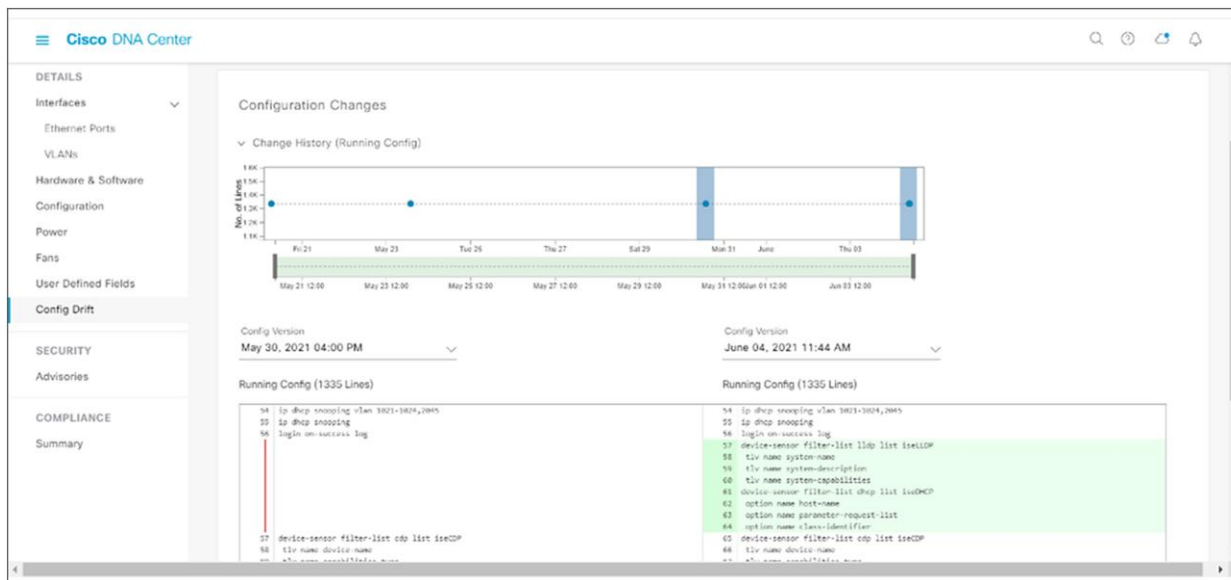 Cisco DNA Center
DETAILS
Interfaces
Ethernet Ports
VLANs
Hardware & Software
Configuration
Power
Fans
User Defined Fields
Config Drift
SECURITY
Advisories
COMPLIANCE
Summary
Configuration Changes
Change History (Running Config)
No. of Lines
1.6K
1.5K
1.4K
1.3K
1.2K
1.1K
Fri 21 May 23 Tue 25 Thu 27 Sat 29 Mon 31 June Thu 03
May 21 12:00 May 23 12:00 May 25 12:00 May 27 12:00 May 29 12:00 May 31 12:00 Jun 01 12:00 Jun 03 12:00
Config Version
May 30, 2021 04:00 PM
Running Config (1335 Lines)
54 ip dhcp snooping vlan 1021-1024,2045
55 ip dhcp snooping
56 login on-success log
57 device-sensor filter-list cdp list iseCDP
58 tlv name device-name
59 tlv name capabilities-type
Config Version
June 04, 2021 11:44 AM
Running Config (1335 Lines)
54 ip dhcp snooping vlan 1021-1024,2045
55 ip dhcp snooping
56 login on-success log
57 device-sensor filter-list lldp list iseLLDP
58 tlv name system-name
59 tlv name system-description
60 tlv name system-capabilities
61 device-sensor filter-list dhcp list iseDHCP
62 option name host-name
63 option name parameter-request-list
64 option name class-identifier
65 device-sensor filter-list cdp list iseCDP
66 tlv name device-name
67 tlv name capabilities-type